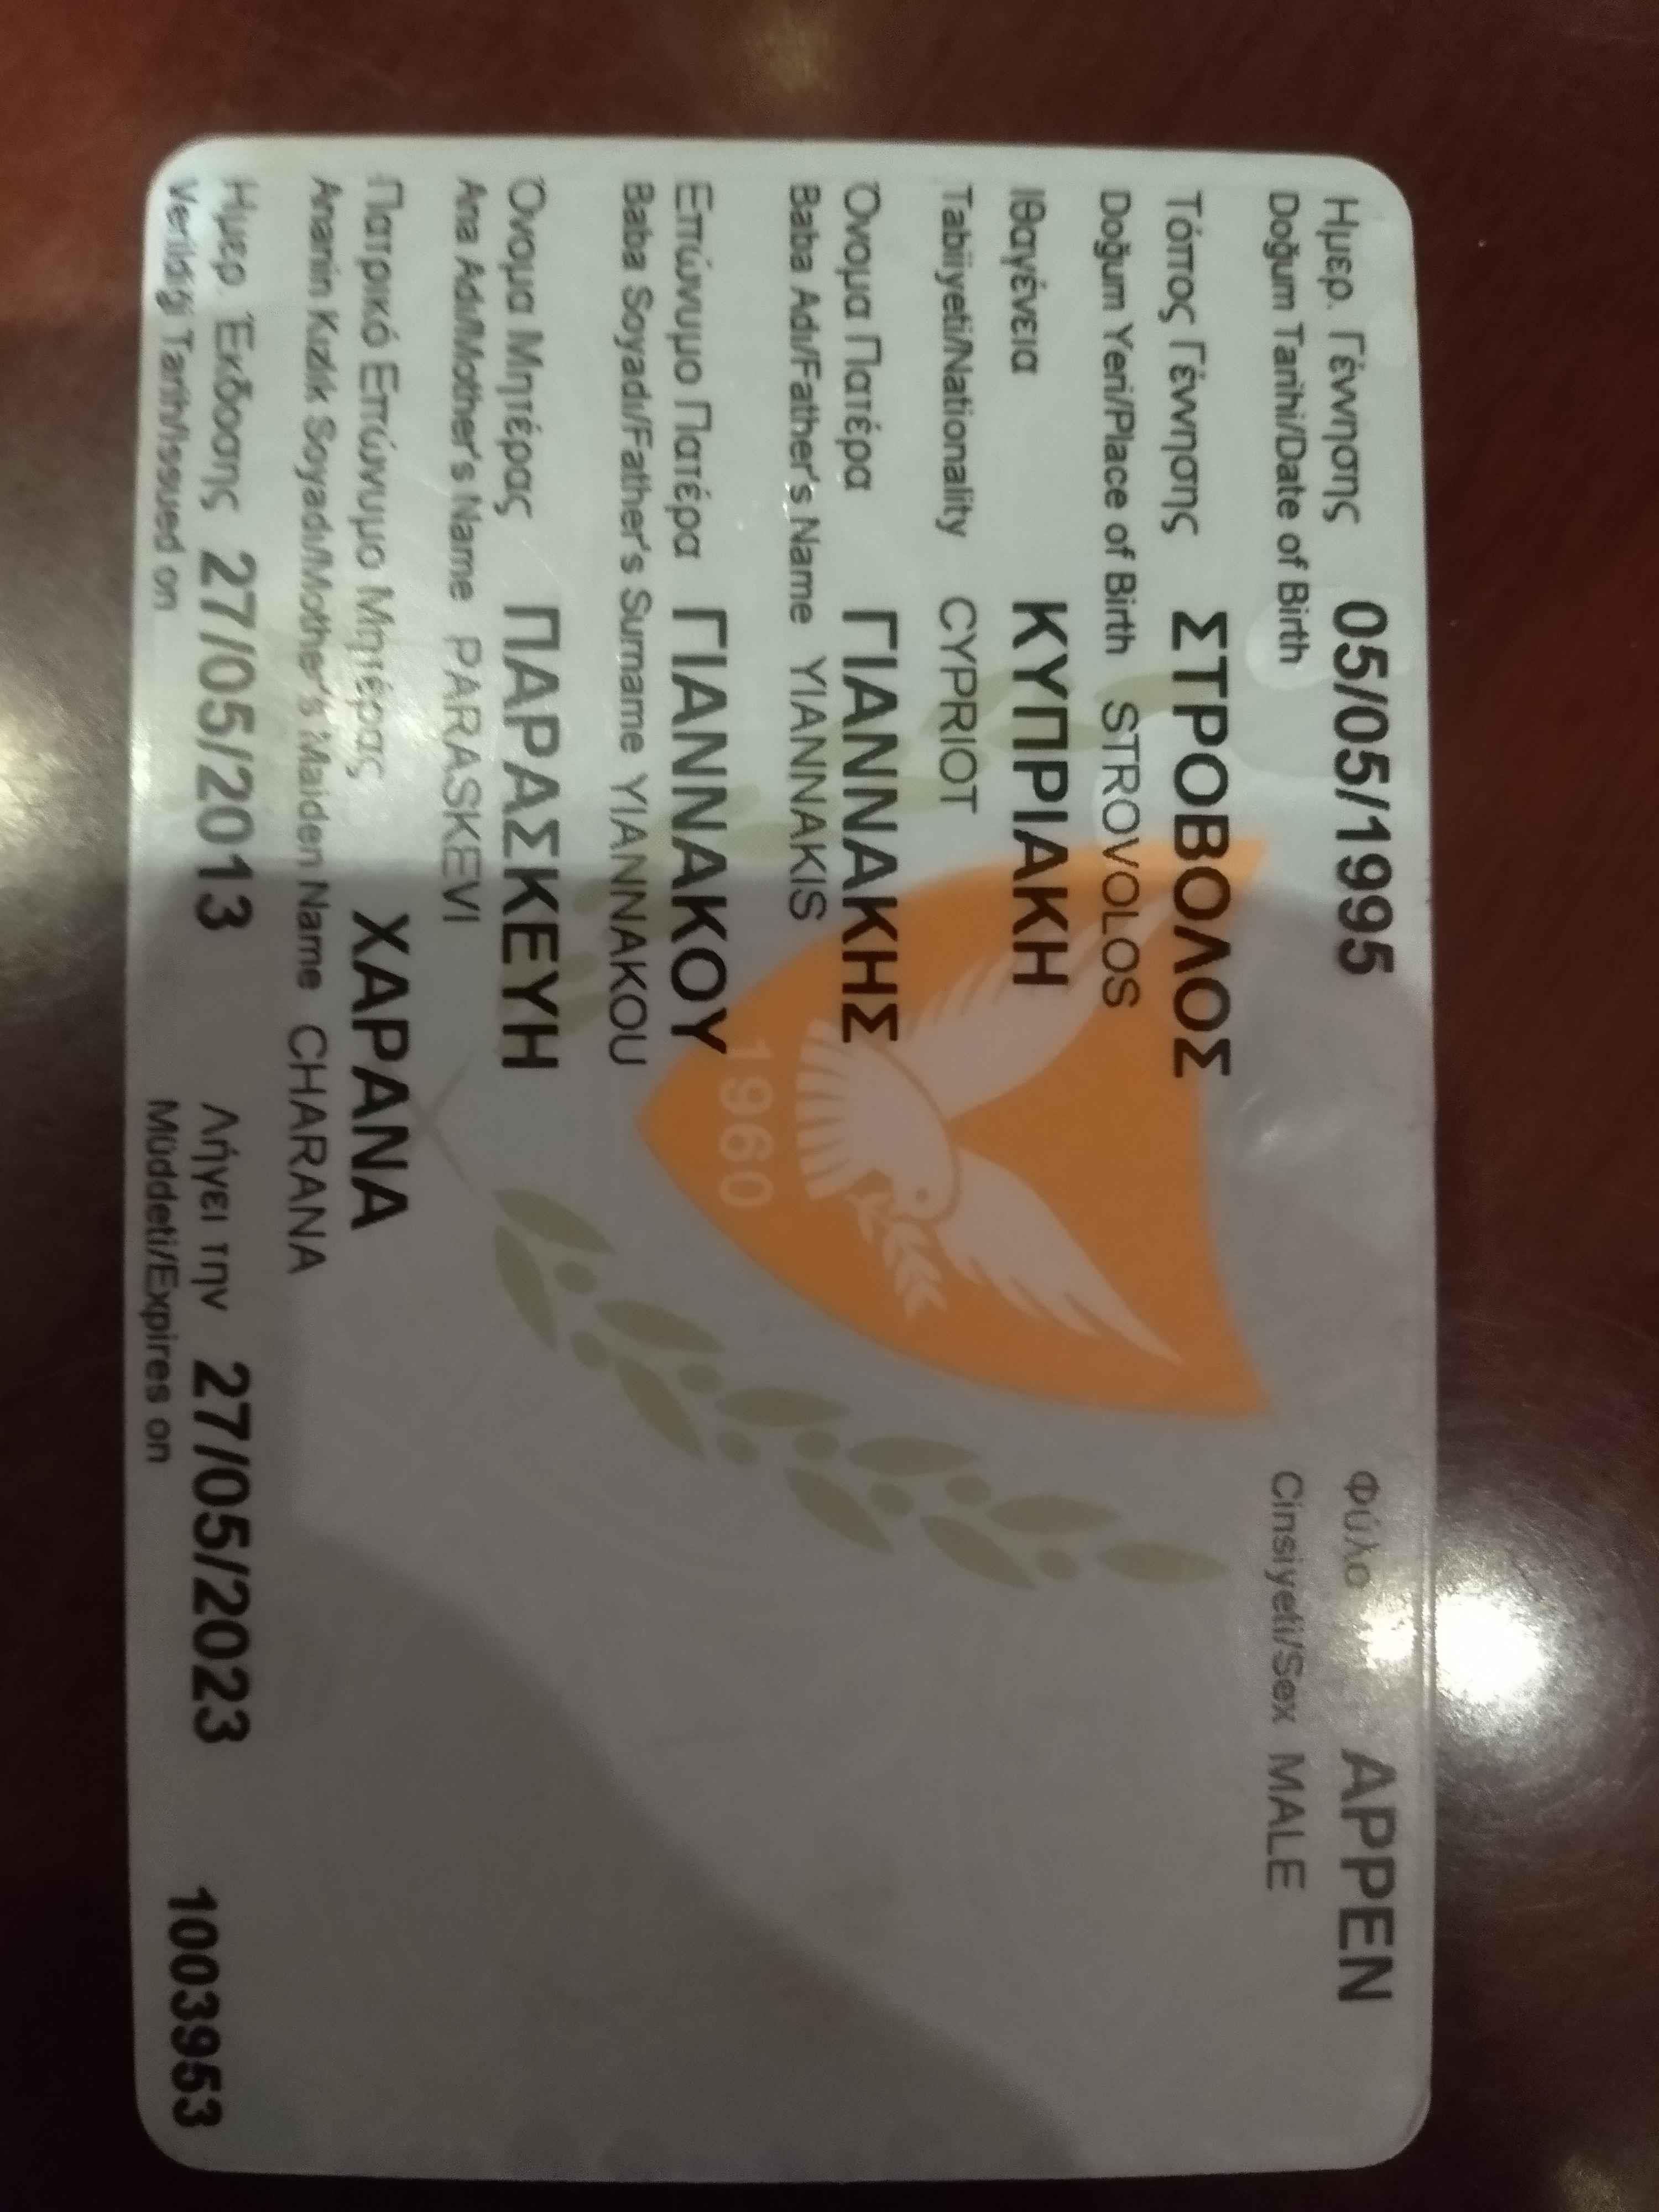 Ημερ. Γέννησης 05/05/1995 Φύλο ΑΡΡΕΝ
Doğum Tarihi/Date of Birth Cinsiyeti/Sex MALE
Τόπος Γέννησης ΣΤΡΟΒΟΛΟΣ
Doğum Yeri/Place of Birth STROVOLOS
Ιθαγένεια ΚΥΠΡΙΑΚΗ
Tabiiyeti/Nationality CYPRIOT
Όνομα Πατέρα ΓΙΑΝΝΑΚΗΣ
Baba Adı/Father's Name YIANNAKIS
Επώνυμο Πατέρα ΓΙΑΝΝΑΚΟΥ
Baba Soyadı/Father's Surname YIANNAKOU
1960
Όνομα Μητέρας ΠΑΡΑΣΚΕΥΗ
Ana Adı/Mother's Name PARASKEVI
Πατρικό Επώνυμο Μητέρας ΧΑΡΑΝΑ
Ananin Kızlık Soyadı/Mother's Maiden Name CHARANA
Ημερ. Έκδοσης 27/05/2013 Λήγει την 27/05/2023 1003953
Verildiği Tarih/Issued on Müddeti/Expires on